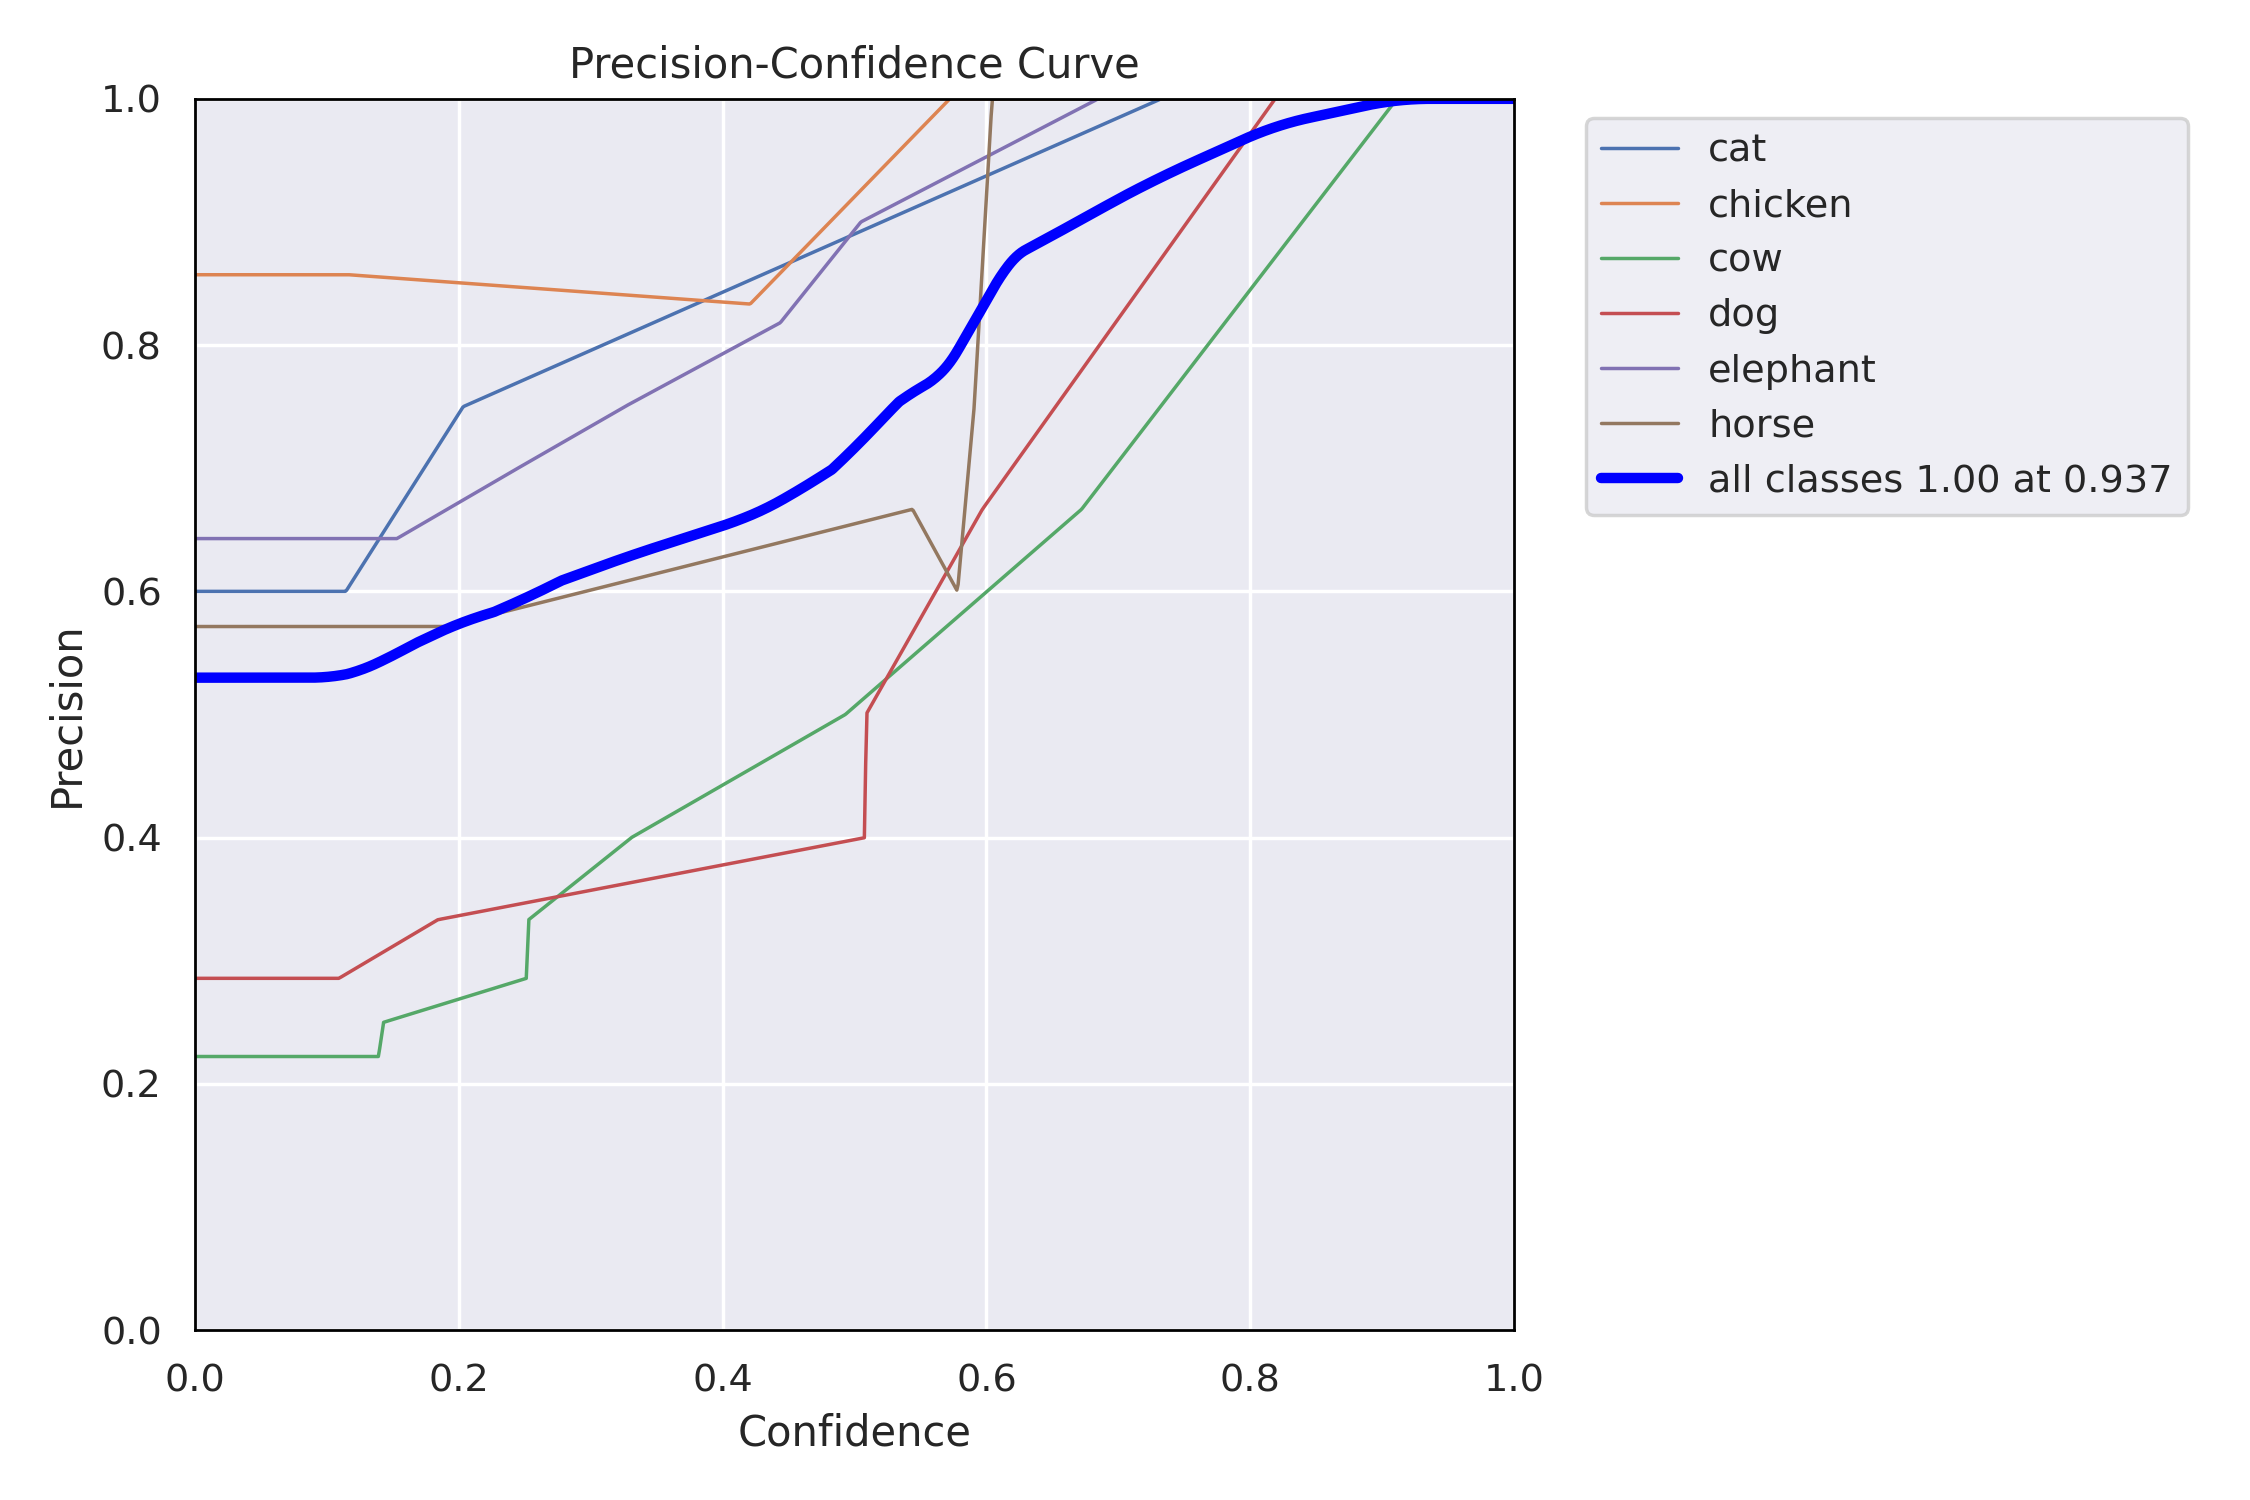 Precision-Confidence Curve
1.0
0.8
0.6
0.4
0.2
0.0
Precision
0.0 0.2 0.4 0.6 0.8 1.0
Confidence
cat
chicken
cow
dog
elephant
horse
all classes 1.00 at 0.937